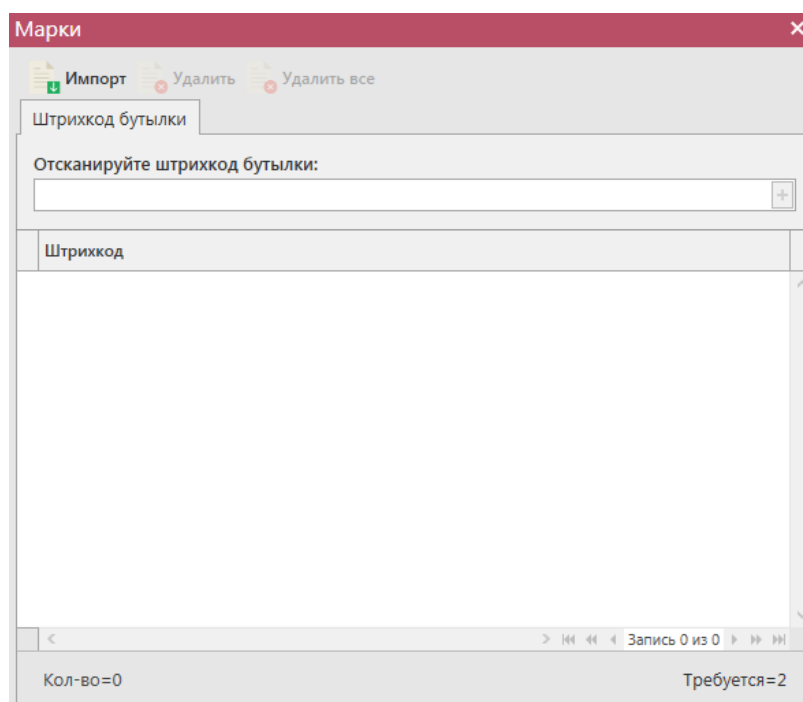 Марки
Импорт Удалить Удалить все
Штрихкод бутылки
Отсканируйте штрихкод бутылки:
Штрихкод
Запись 0 из 0
Кол-во=0 Требуется=2